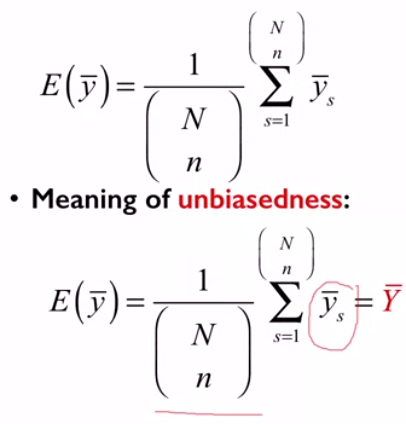 E(ȳ) = 1/(N n) ∑_{s=1}^{(N n)} ȳ_s
• Meaning of unbiasedness:
E(ȳ) = 1/(N n) ∑_{s=1}^{(N n)} ȳ_s = Ȳ